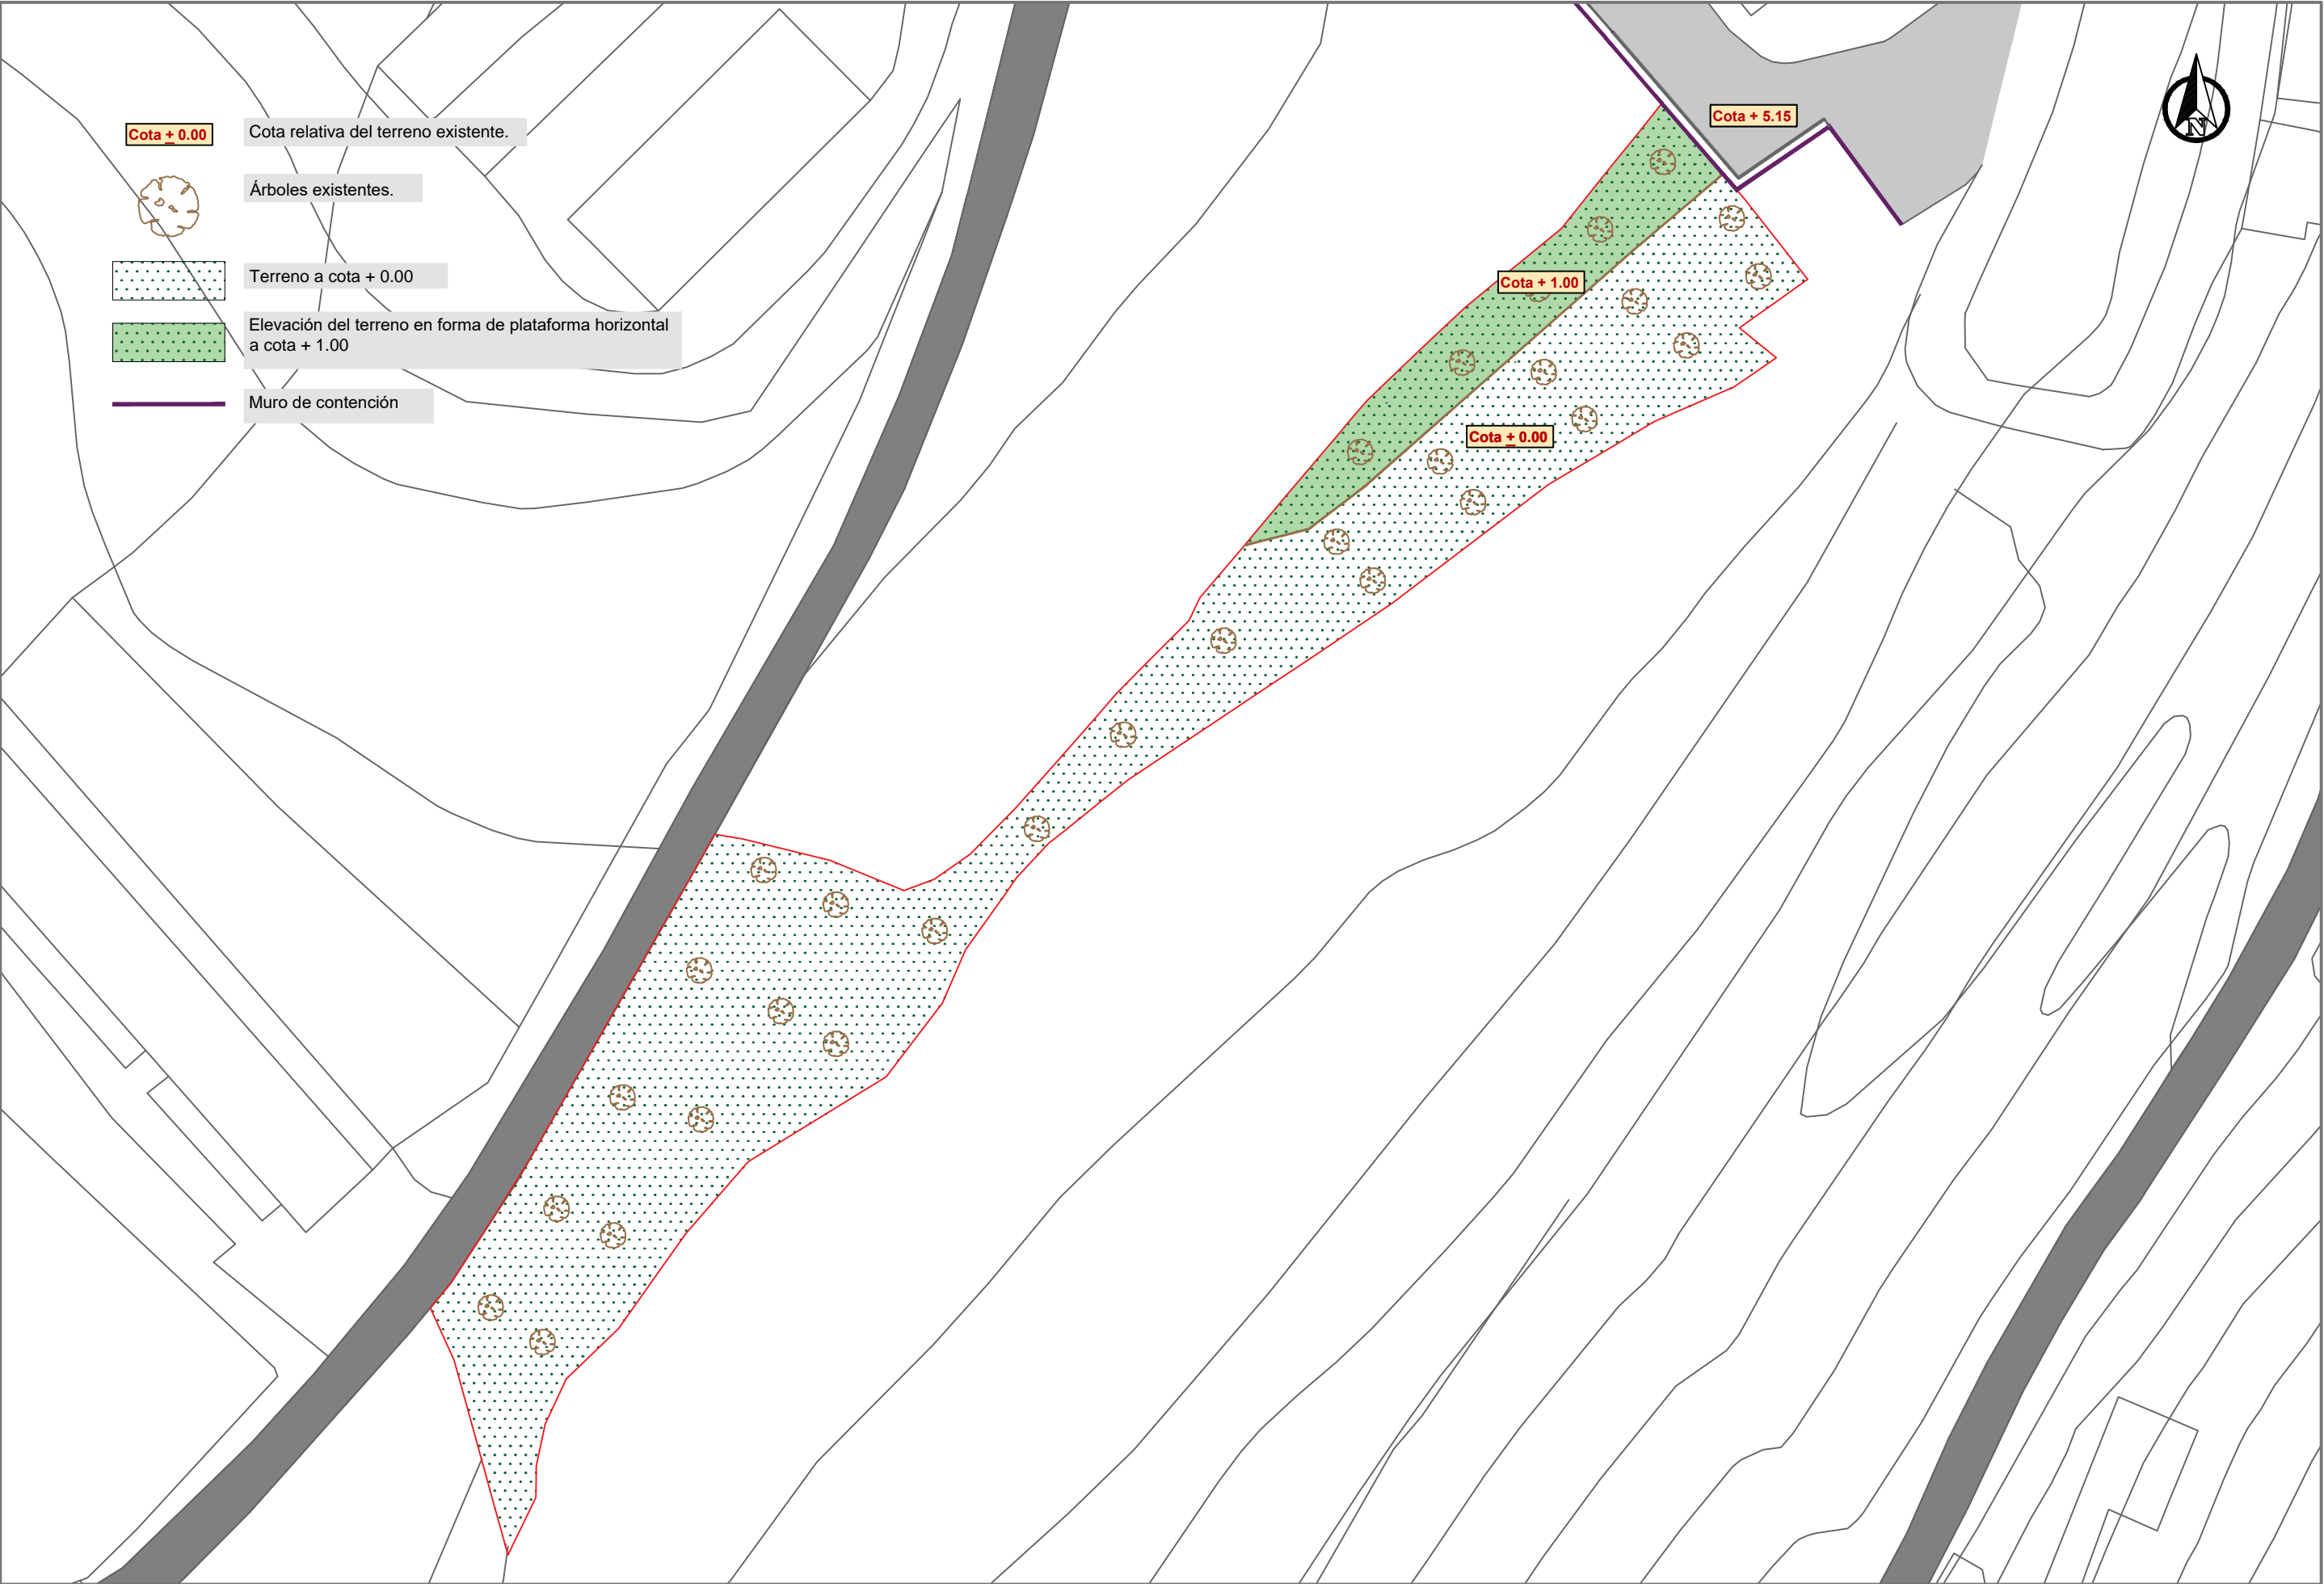 Cota + 0.00
Cota relativa del terreno existente.
Árboles existentes.
Terreno a cota + 0.00
Elevación del terreno en forma de plataforma horizontal
a cota + 1.00
Muro de contención
Cota + 5.15
N
Cota + 1.00
Cota + 0.00